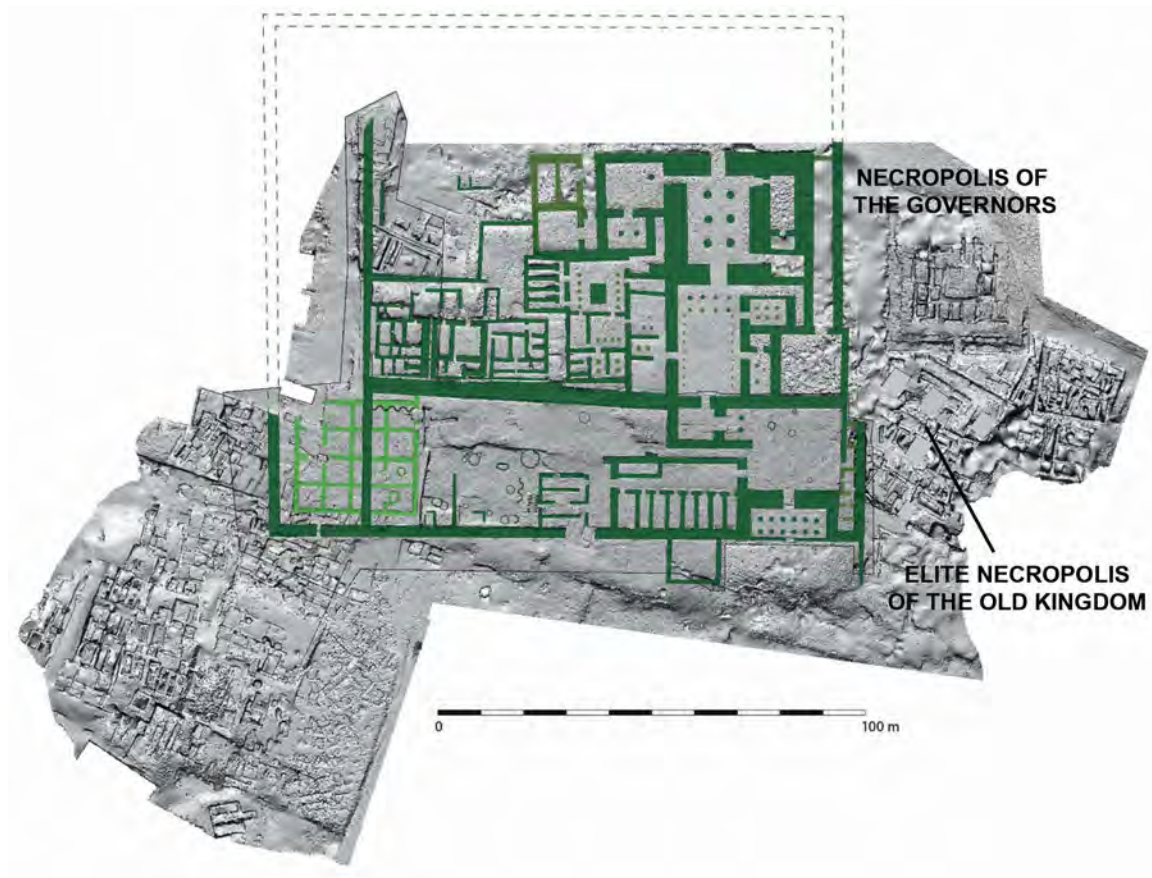 NECROPOLIS OF
THE GOVERNORS
ELITE NECROPOLIS
OF THE OLD KINGDOM
0
100 m